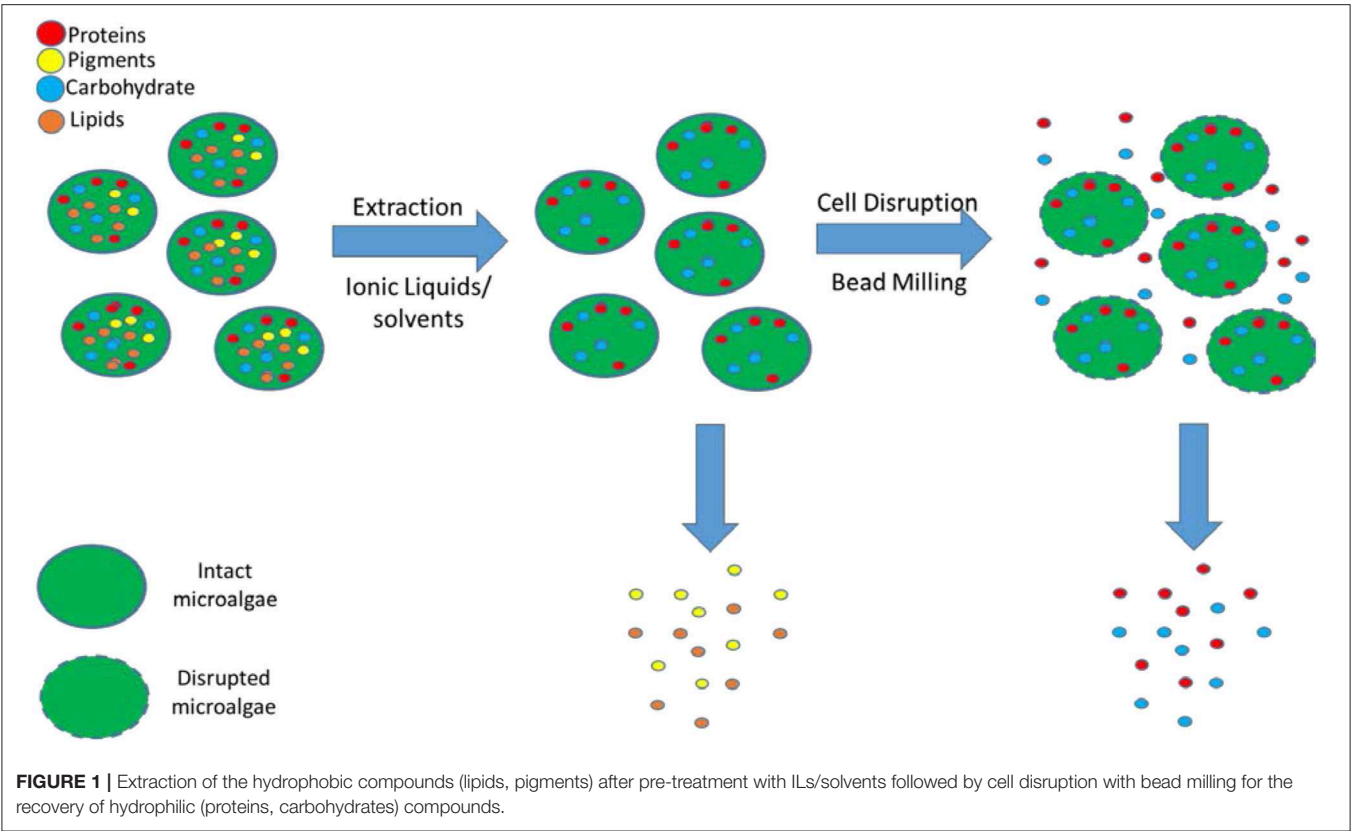 Proteins
Pigments
Carbohydrate
Lipids
Extraction
Ionic Liquids/
solvents
Cell Disruption
Bead Milling
Intact
microalgae
Disrupted
microalgae
FIGURE 1 | Extraction of the hydrophobic compounds (lipids, pigments) after pre-treatment with ILs/solvents followed by cell disruption with bead milling for the
recovery of hydrophilic (proteins, carbohydrates) compounds.